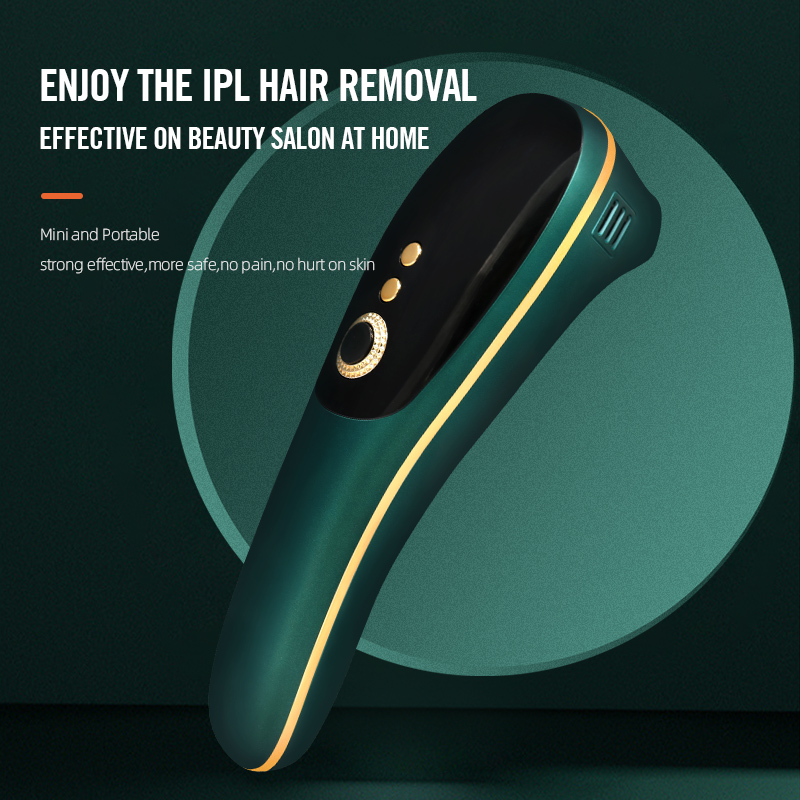 ENJOY THE IPL HAIR REMOVAL
EFFECTIVE ON BEAUTY SALON AT HOME
Mini and Portable
strong effective,more safe,no pain,no hurt on skin